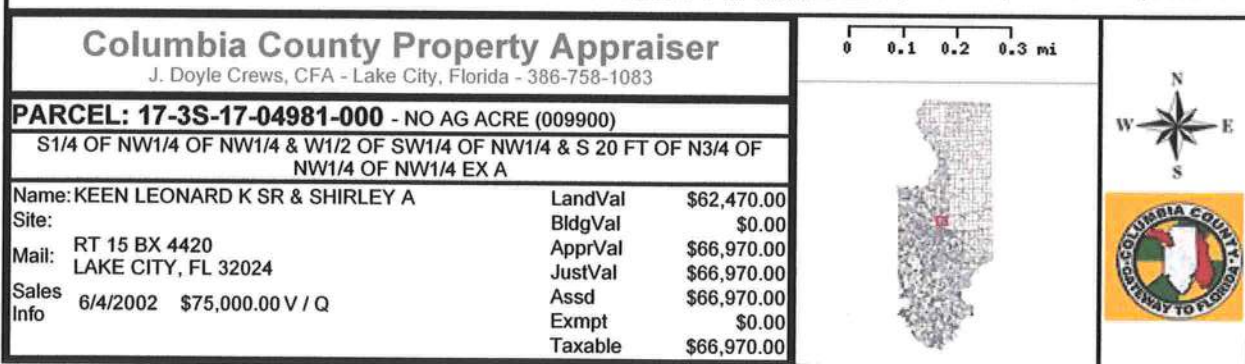 Columbia County Property Appraiser
J. Doyle Crews, CFA - Lake City, Florida - 386-758-1083
PARCEL: 17-3S-17-04981-000 - NO AG ACRE (009900)
S1/4 OF NW1/4 OF NW1/4 & W1/2 OF SW1/4 OF NW1/4 & S 20 FT OF N3/4 OF
NW1/4 OF NW1/4 EX A
Name: KEEN LEONARD K SR & SHIRLEY A
Site:
Mail: RT 15 BX 4420
LAKE CITY, FL 32024
Sales Info 6/4/2002 $75,000.00 V / Q
LandVal $62,470.00
BldgVal $0.00
ApprVal $66,970.00
JustVal $66,970.00
Assd $66,970.00
Exmpt $0.00
Taxable $66,970.00
0 0.1 0.2 0.3 mi
N
W E
S
COLUMBIA COUNTY
GATEWAY TO FLORIDA